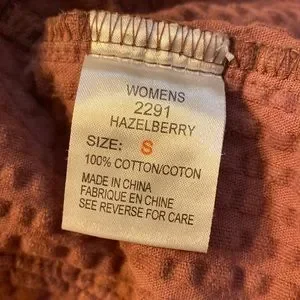 WOMENS
2291
HAZELBERRY
SIZE: S
100% COTTON/COTON
MADE IN CHINA
FABRIQUE EN CHINE
SEE REVERSE FOR CARE